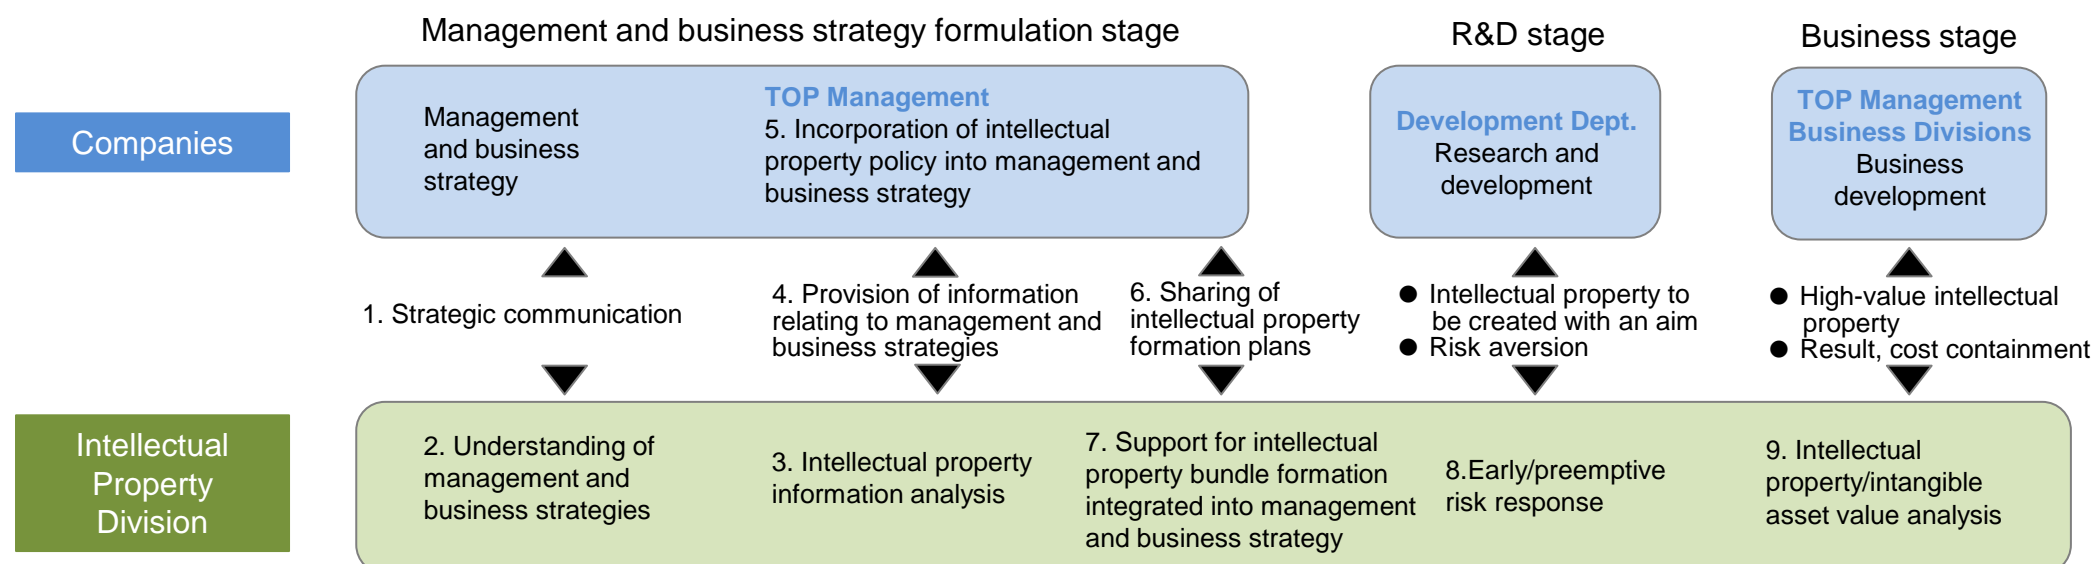 Management and business strategy formulation stage
R&D stage
Business stage
Companies
Management
and business
strategy
TOP Management
5. Incorporation of intellectual
property policy into management and
business strategy
Development Dept.
Research and
development
TOP Management
Business Divisions
Business
development
1. Strategic communication
4. Provision of information
relating to management and
business strategies
6. Sharing of
intellectual property
formation plans
● Intellectual property to
be created with an aim
● Risk aversion
● High-value intellectual
property
● Result, cost containment
Intellectual
Property
Division
2. Understanding of
management and
business strategies
3. Intellectual property
information analysis
7. Support for intellectual
property bundle formation
integrated into management
and business strategy
8.Early/preemptive
risk response
9. Intellectual
property/intangible
asset value analysis